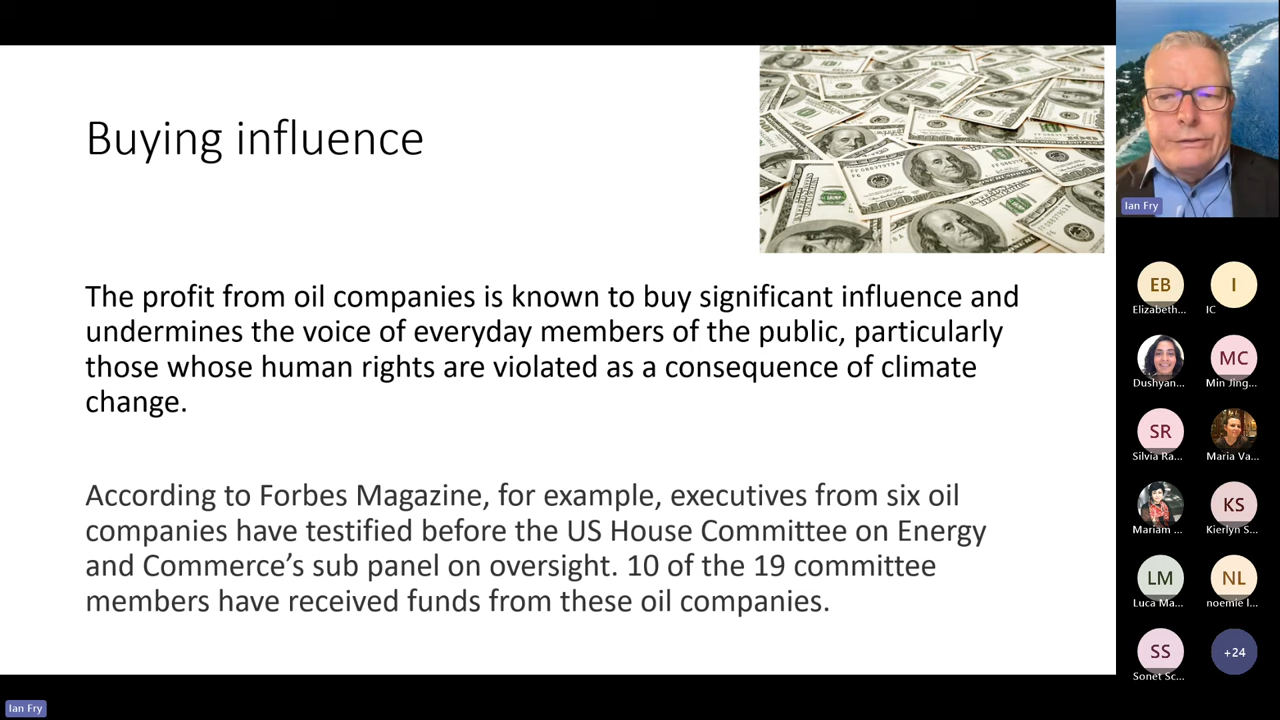 Buying influence
The profit from oil companies is known to buy significant influence and
undermines the voice of everyday members of the public, particularly
those whose human rights are violated as a consequence of climate
change.
According to Forbes Magazine, for example, executives from six oil
companies have testified before the US House Committee on Energy
and Commerce’s sub panel on oversight. 10 of the 19 committee
members have received funds from these oil companies.
Ian Fry
EB
I
Elizabeth...
IC
MC
Dushyan...
Min Jing...
SR
Silvia Ra...
Maria Va...
KS
Mariam ...
Kierlyn S...
LM
NL
Luca Ma...
noemie l...
SS
+24
Sonet Sc...
Ian Fry